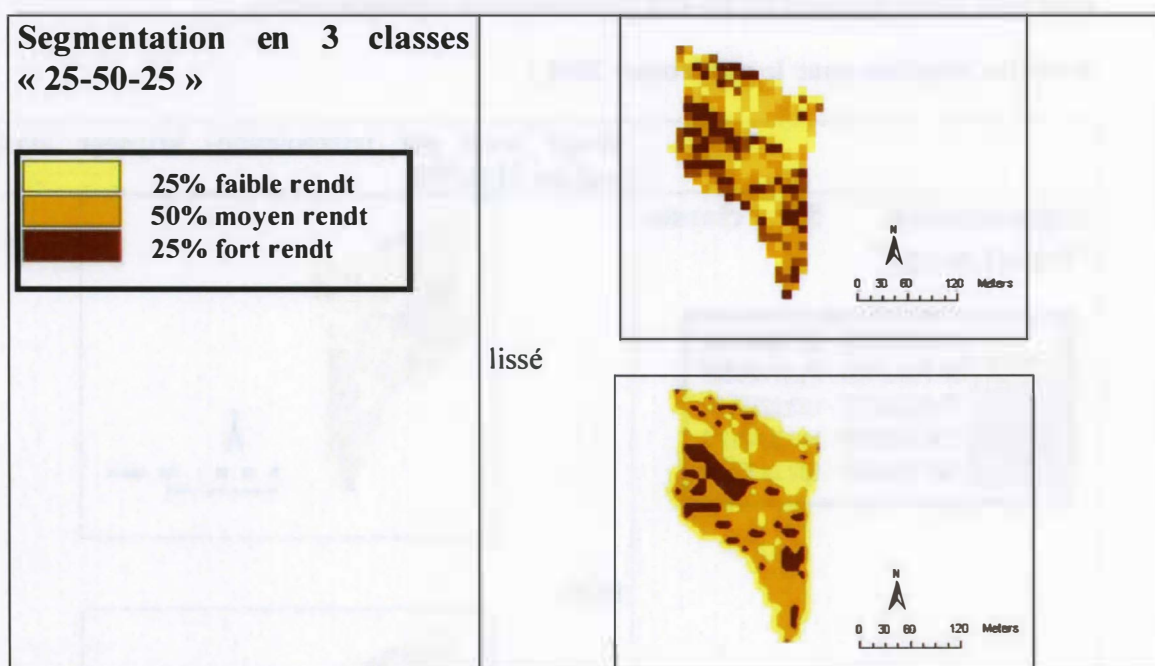 Segmentation en 3 classes
« 25-50-25 »
25% faible rendt
50% moyen rendt
25% fort rendt
N
0 30 60 120 Meters
lissé
N
0 30 60 120 Meters